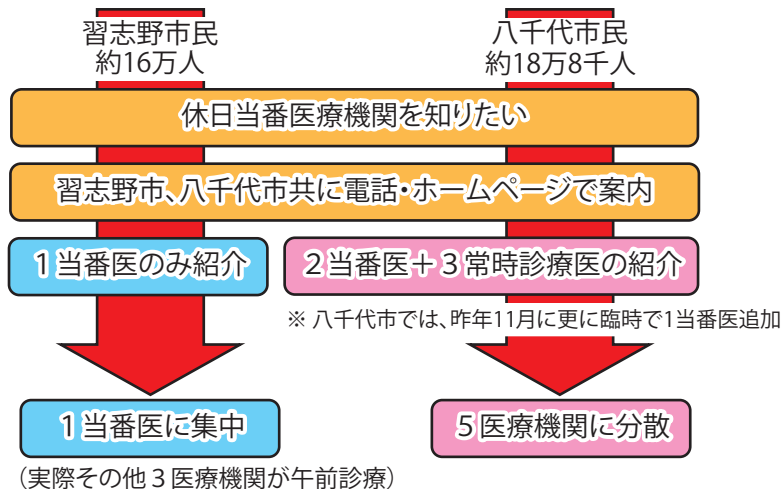 習志野市民
約16万人
八千代市民
約18万8千人
休日当番医療機関を知りたい
習志野市、八千代市共に電話・ホームページで案内
1当番医のみ紹介
2当番医＋3常時診療医の紹介
※ 八千代市では、昨年11月に更に臨時で1当番医追加
1当番医に集中
5医療機関に分散
（実際その他3医療機関が午前診療）